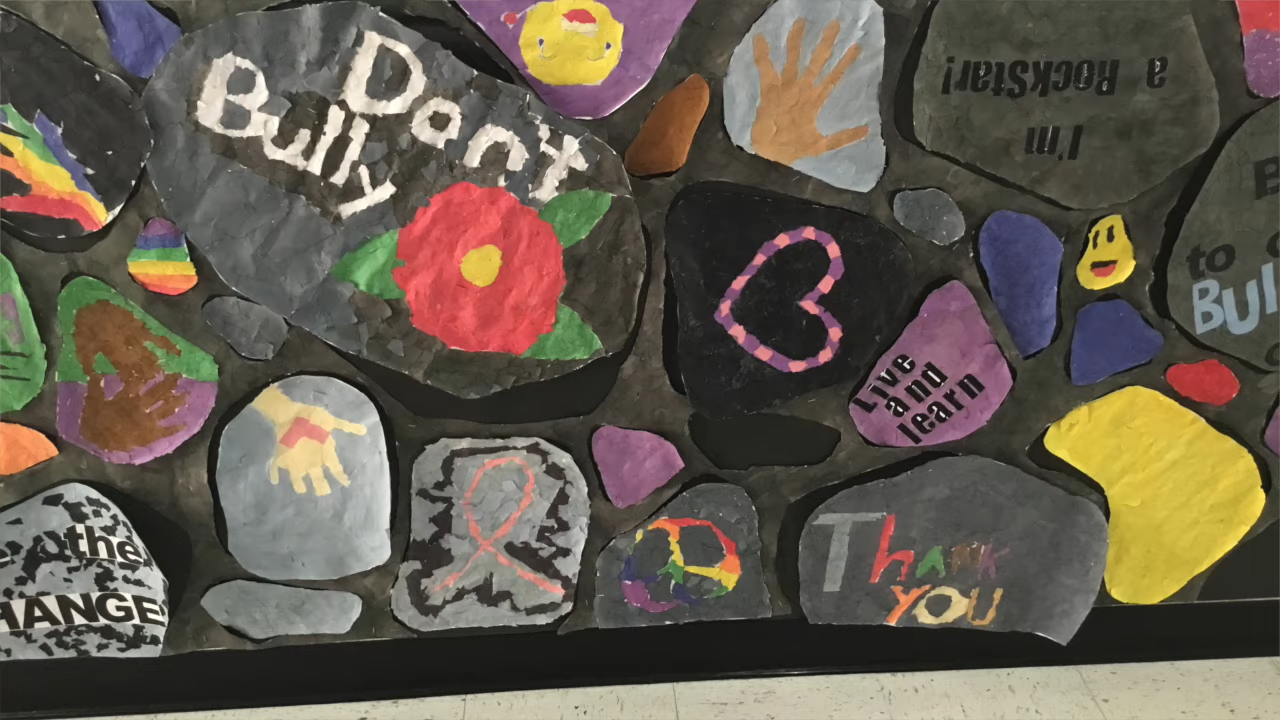 Don't
Bully
I'm
a RockStar!
to
Bul
Live
and
learn
the
HANGE
Thank
YOU